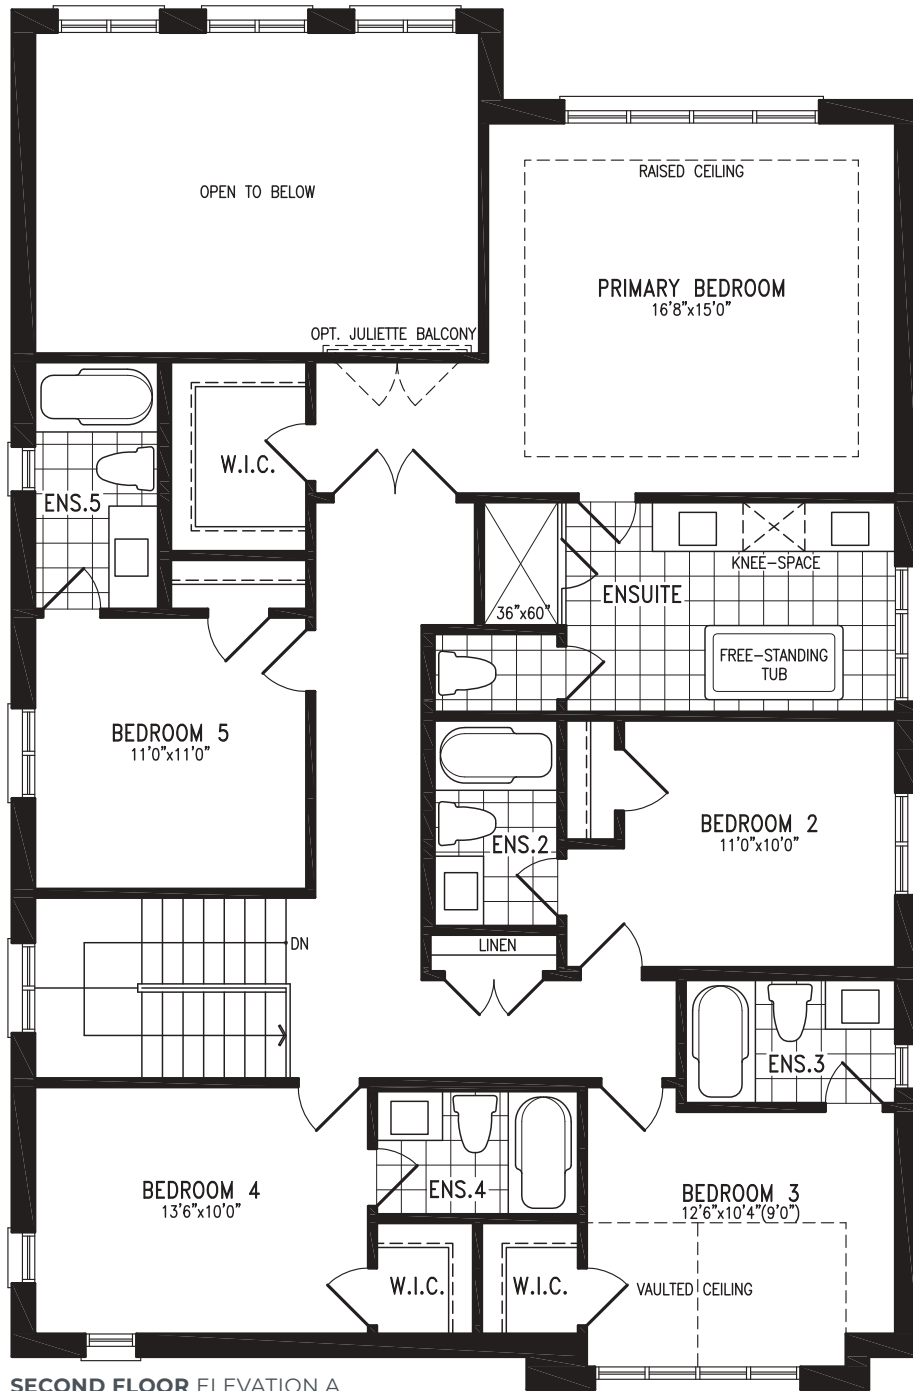 OPEN TO BELOW
RAISED CEILING
PRIMARY BEDROOM
16'8"x15'0"
OPT. JULIETTE BALCONY
W.I.C.
ENS.5
KNEE-SPACE
ENSUITE
36"x60"
FREE-STANDING
TUB
BEDROOM 5
11'0"x11'0"
BEDROOM 2
11'0"x10'0"
ENS.2
DN
LINEN
ENS.3
BEDROOM 4
13'6"x10'0"
ENS.4
BEDROOM 3
12'6"x10'4"(9'0")
W.I.C.
W.I.C.
VAULTED CEILING
SECOND FLOOR ELEVATION A